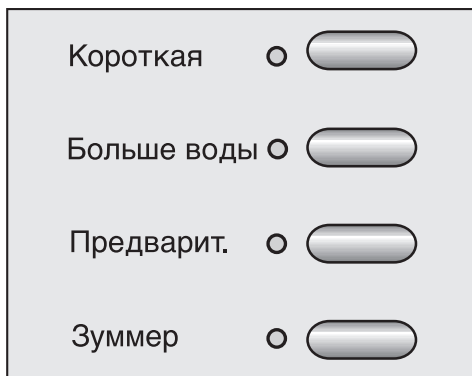 Короткая
Больше воды
Предварит.
Зуммер